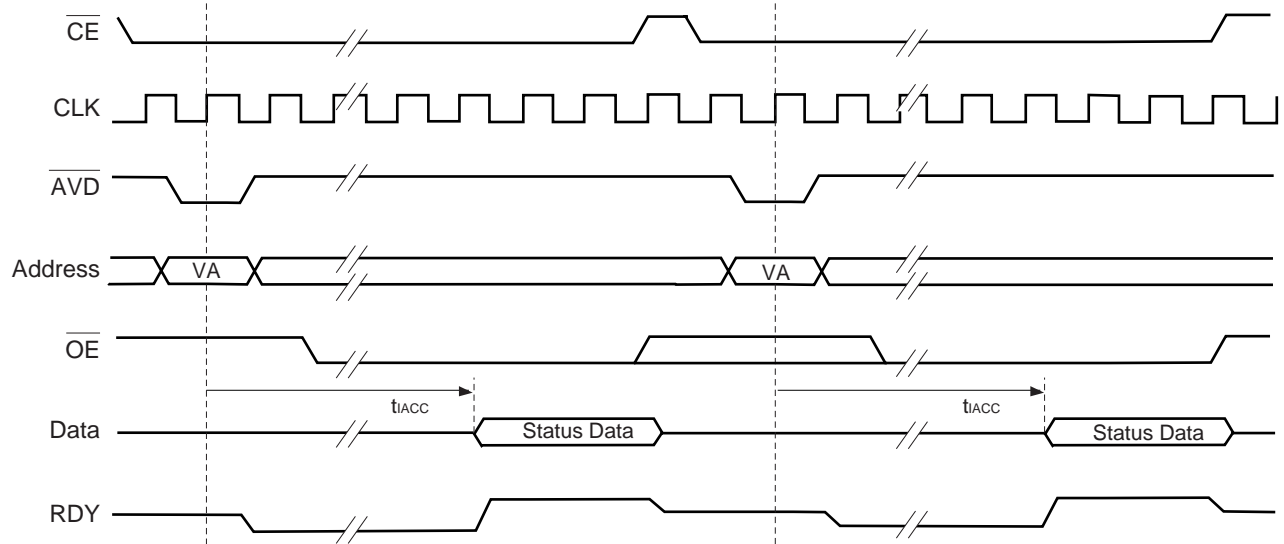 CE
CLK
AVD
Address VA VA
OE
tIACC tIACC
Data Status Data Status Data
RDY